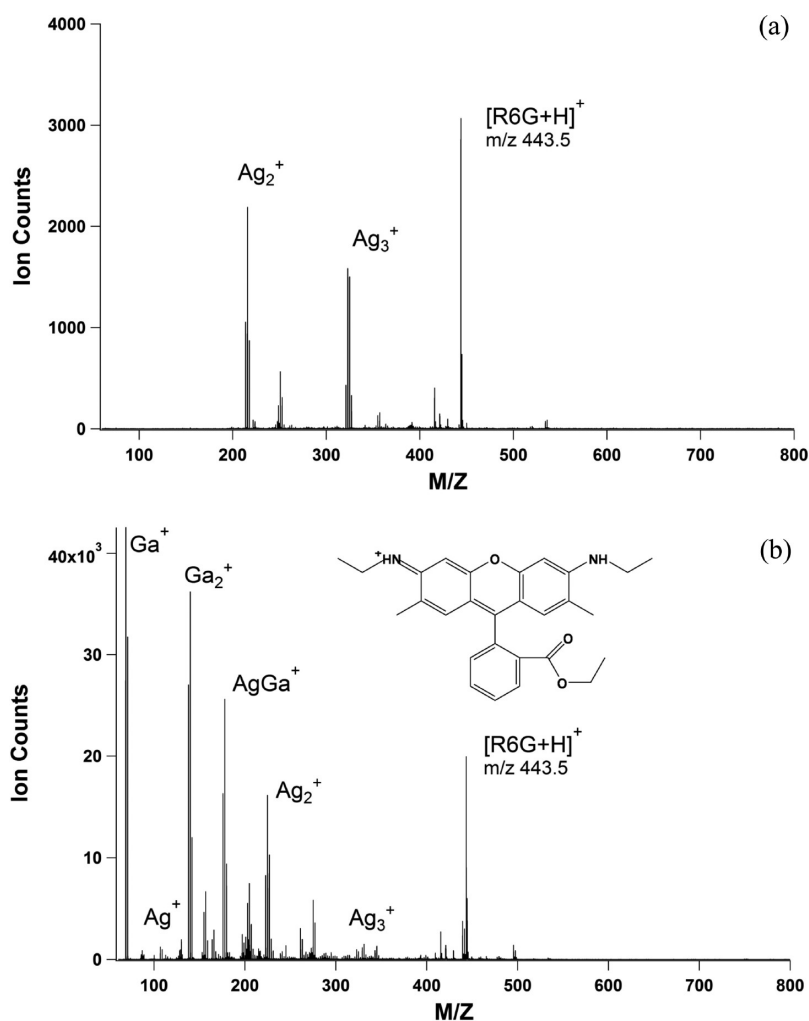 (a)
4000
3000
2000
1000
0
Ion Counts
Ag₂⁺
Ag₃⁺
[R6G+H]⁺
m/z 443.5
100 200 300 400 500 600 700 800
M/Z
(b)
40x10³
30
20
10
0
Ion Counts
Ga⁺
Ga₂⁺
AgGa⁺
Ag₂⁺
Ag⁺
Ag₃⁺
[R6G+H]⁺
m/z 443.5
⁺HN
O
NH
O
O
100 200 300 400 500 600 700 800
M/Z